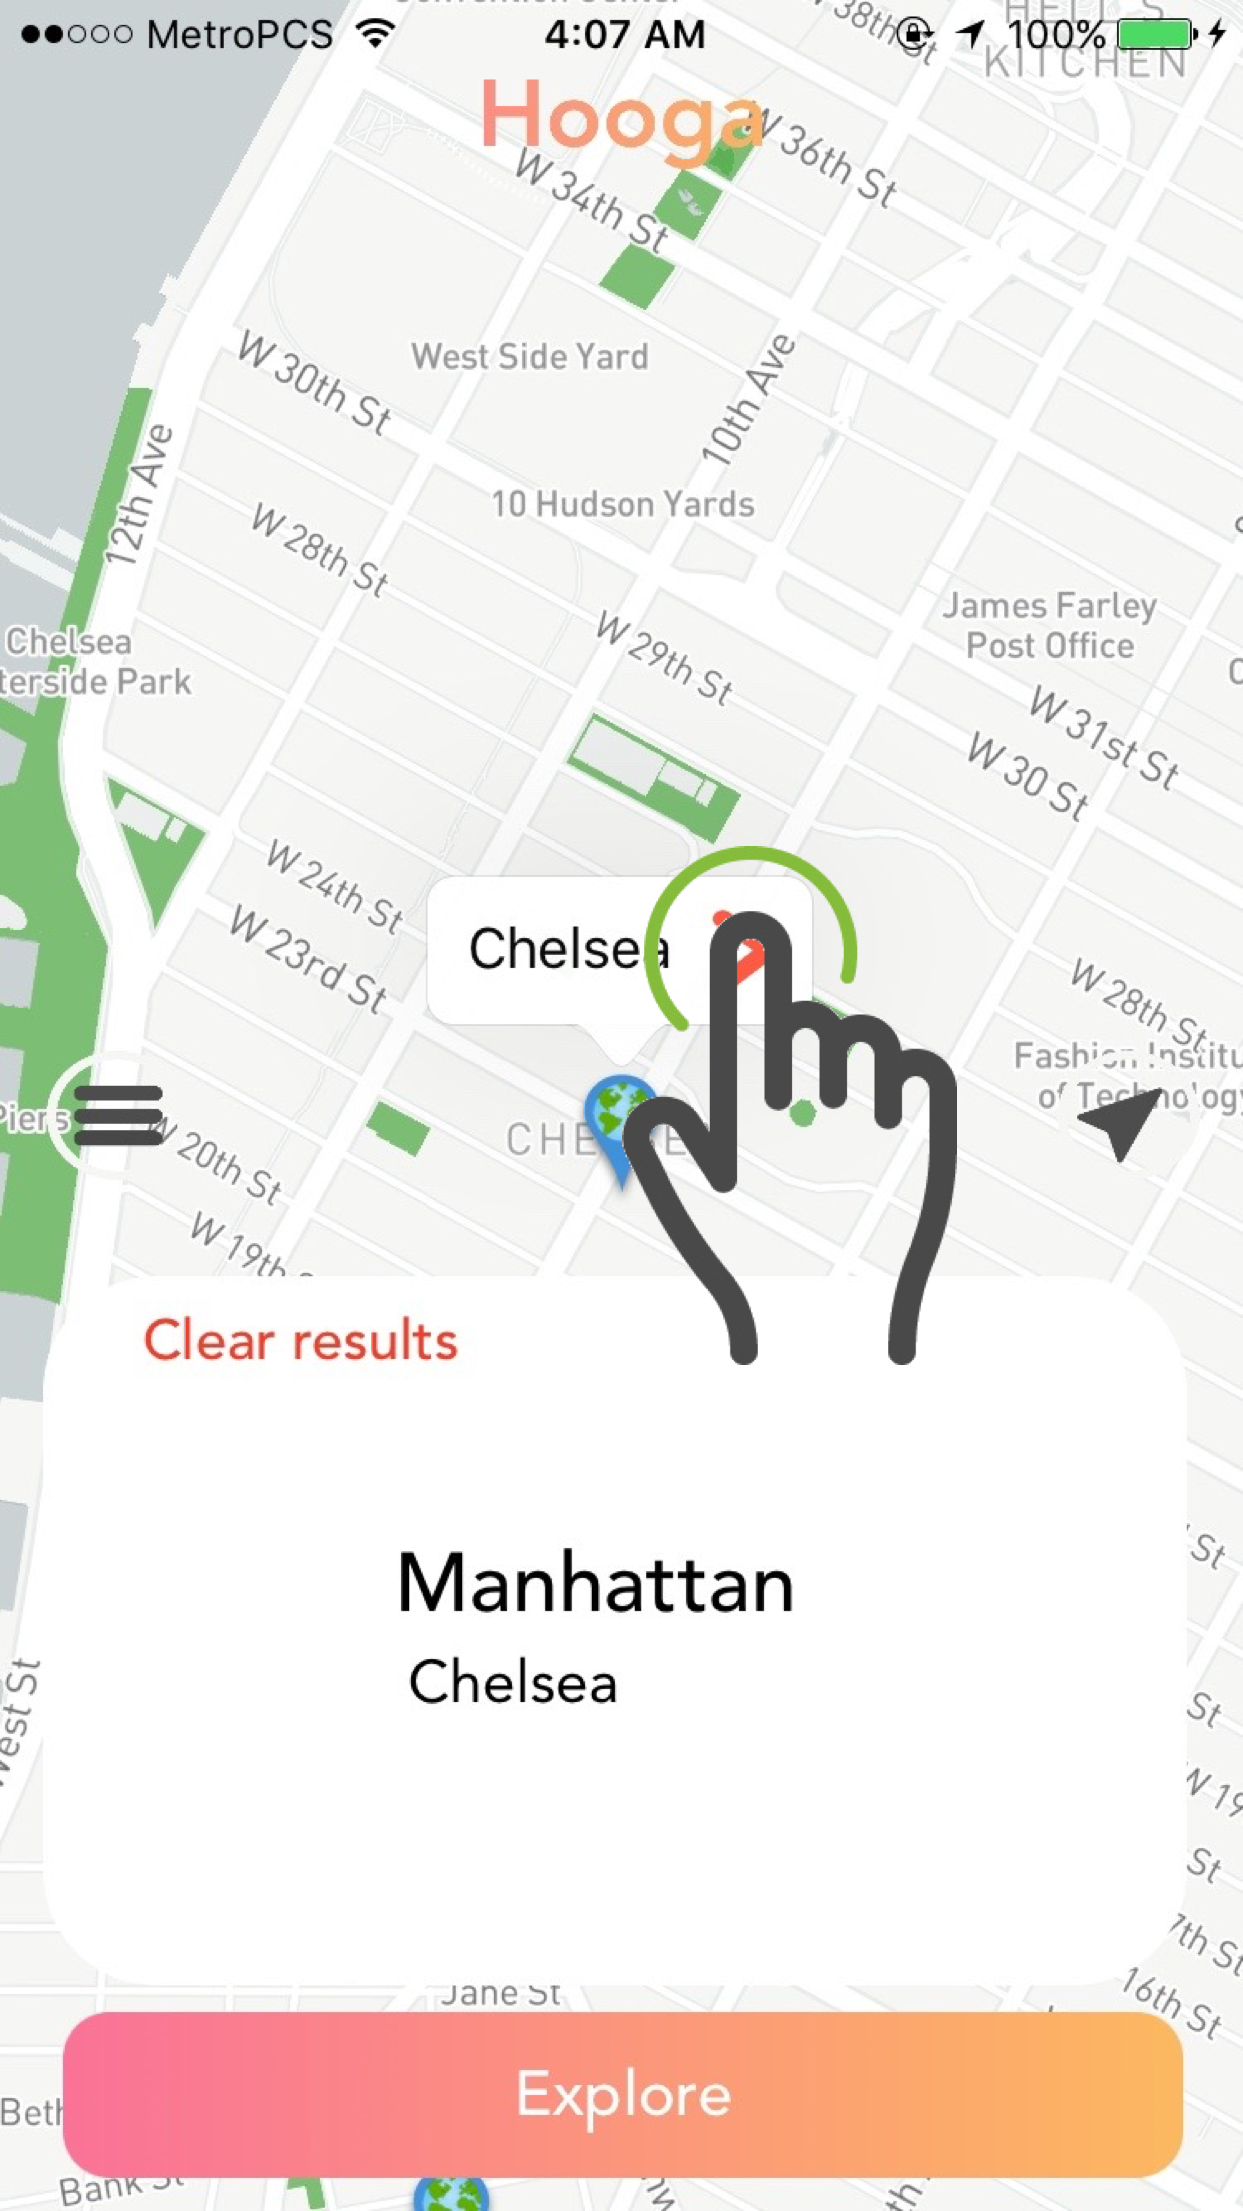 MetroPCS 4:07 AM 100%
38th St
HELL'S
KITCHEN
Hooga
W 36th St
W 34th St
West Side Yard
W 30th St
10th Ave
12th Ave
10 Hudson Yards
W 28th St
James Farley
Post Office
W 29th St
Chelsea
terside Park
W 31st St
W 30 St
W 24th St
W 23rd St
Chelsea
W 28th St
Fashion Institu
of Technology
Piers
CHE
W 20th St
W 19th
Clear results
Manhattan
Chelsea
St
West St
St
W 19
St
7th St
16th St
Jane St
Explore
Beth
Bank St